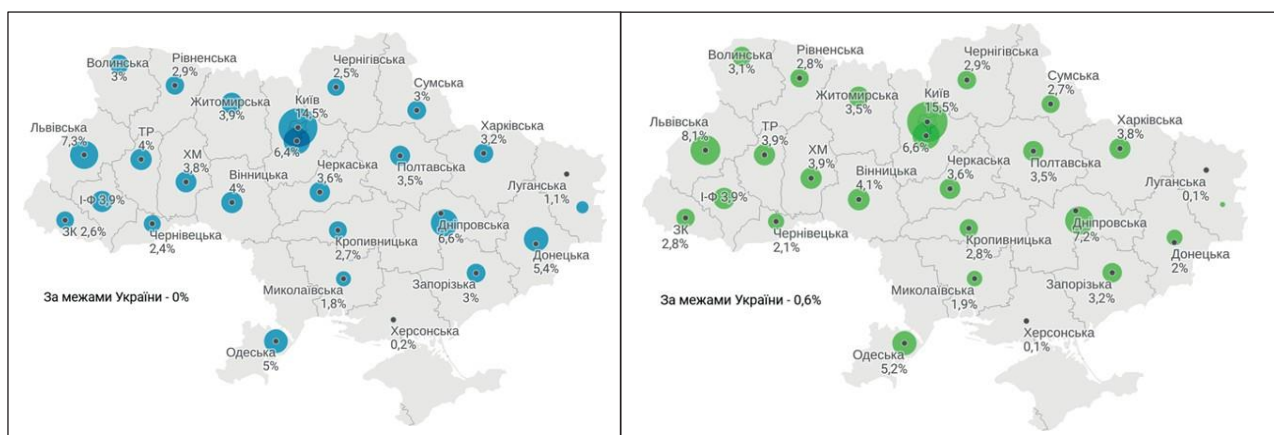 Волинська
3%
Рівненська
2,9%
Житомирська
3,9%
Київ
14,5%
6,4%
Чернігівська
2,5%
Сумська
3%
Харківська
3,2%
Львівська
7,3%
ТР
4%
ХМ
3,8%
Вінницька
4%
Черкаська
3,6%
Полтавська
3,5%
Луганська
1,1%
І-Ф 3,9%
ЗК 2,6%
Чернівецька
2,4%
Кропивницька
2,7%
Дніпровська
6,6%
Донецька
5,4%
За межами України - 0%
Миколаївська
1,8%
Запорізька
3%
Херсонська
0,2%
Одеська
5%
Волинська
3,1%
Рівненська
2,8%
Житомирська
3,5%
Київ
15,5%
6,6%
Чернігівська
2,9%
Сумська
2,7%
Харківська
3,8%
Львівська
8,1%
ТР
3,9%
ХМ
3,9%
Вінницька
4,1%
Черкаська
3,6%
Полтавська
3,5%
Луганська
0,1%
І-Ф 3,9%
ЗК
2,8%
Чернівецька
2,1%
Кропивницька
2,8%
Дніпровська
7,2%
Донецька
2%
За межами України - 0,6%
Миколаївська
1,9%
Запорізька
3,2%
Херсонська
0,1%
Одеська
5,2%